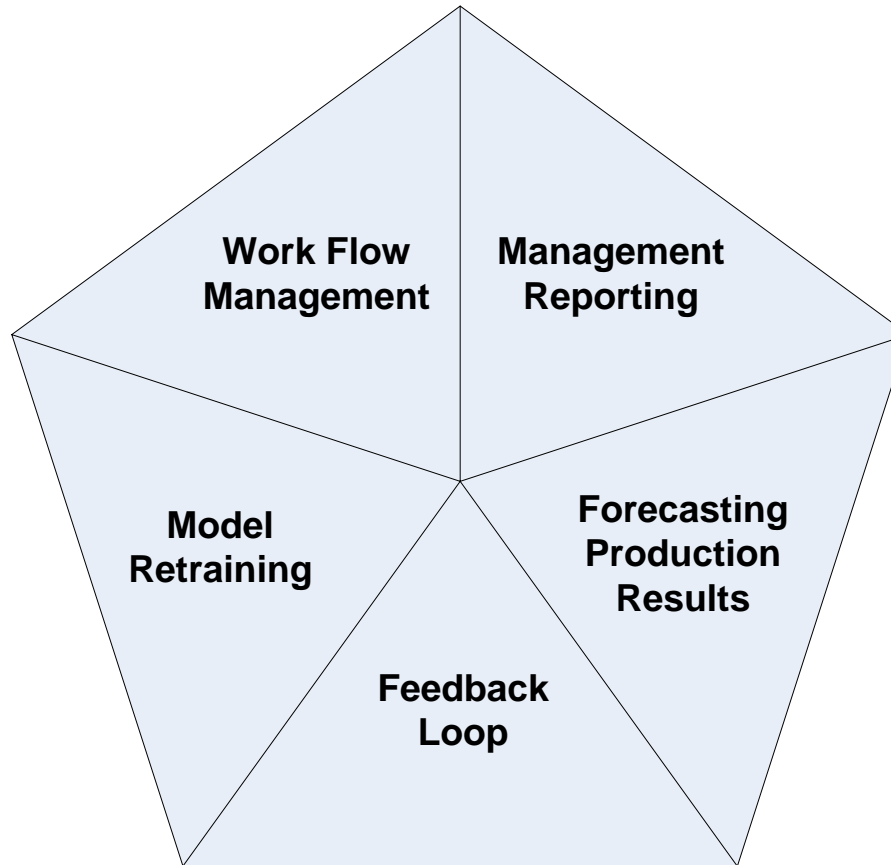 Work Flow
Management
Management
Reporting
Model
Retraining
Forecasting
Production
Results
Feedback
Loop